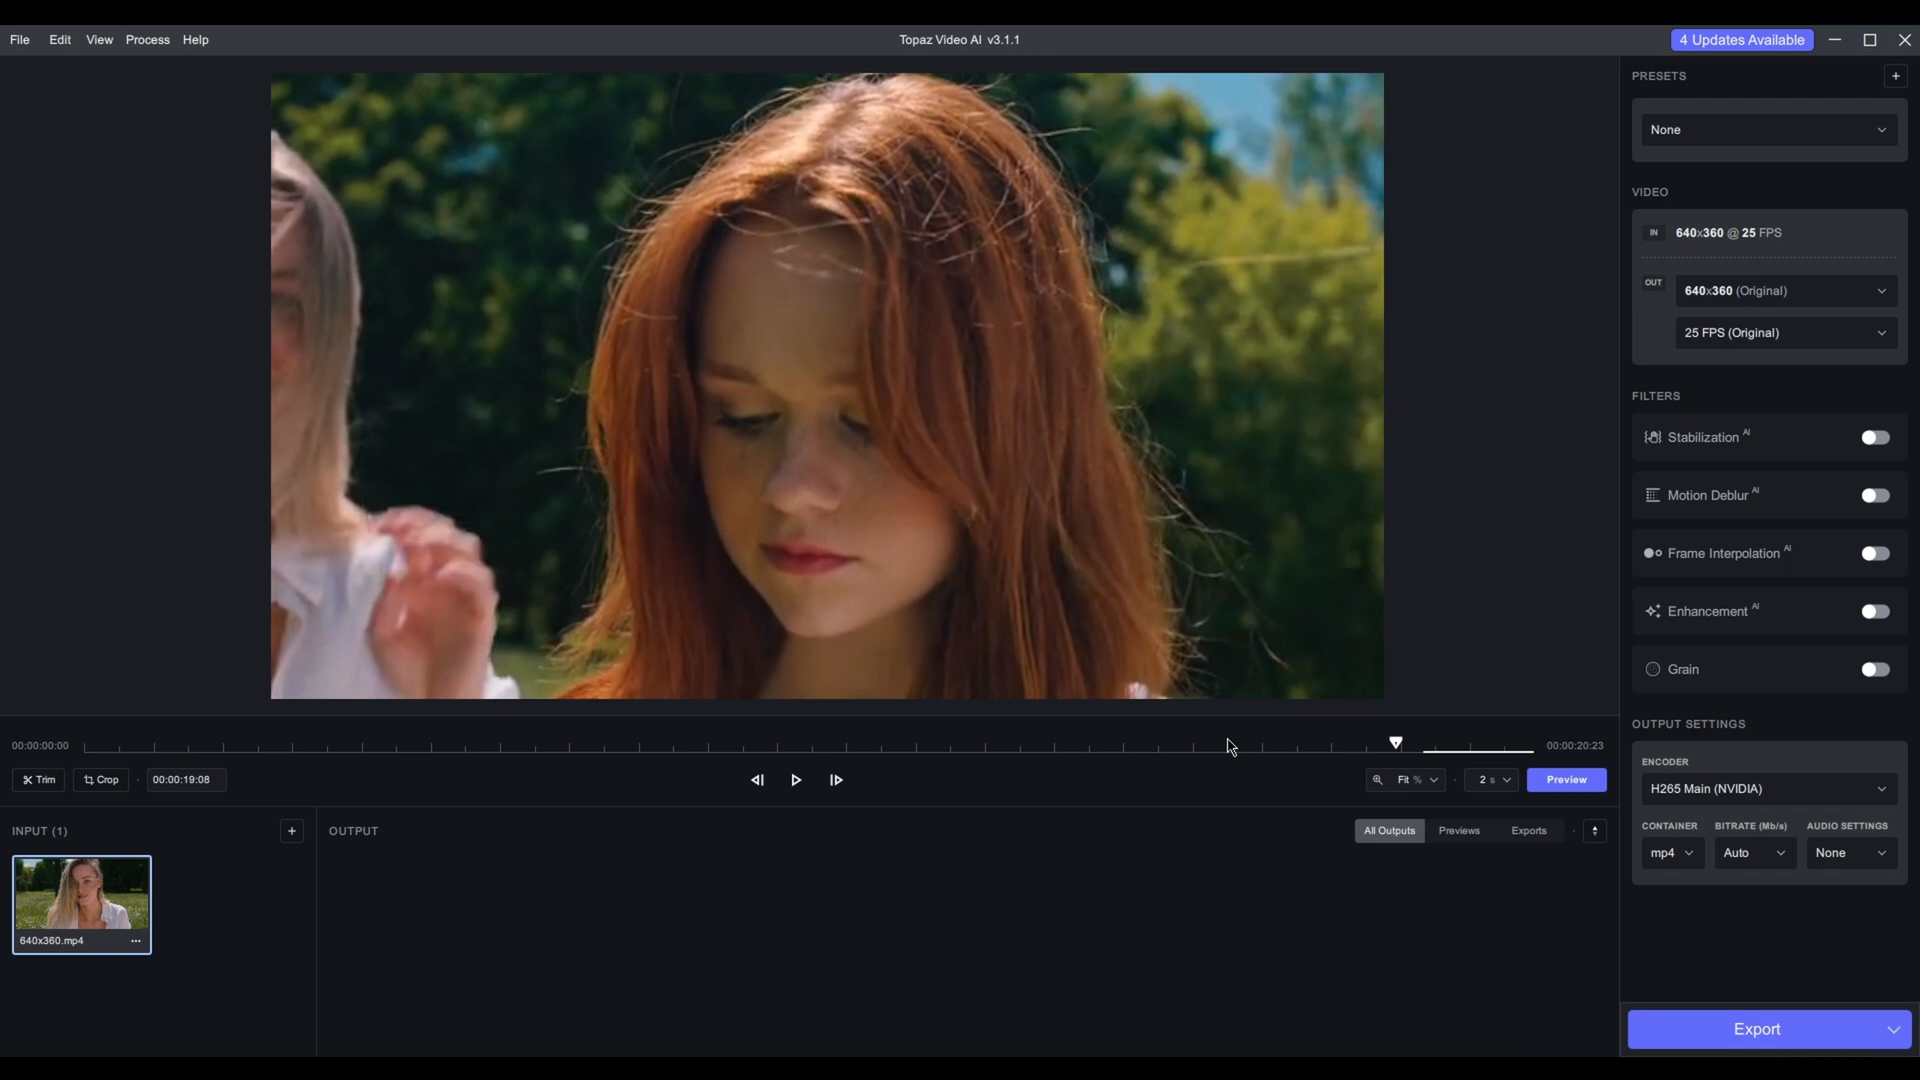 File Edit View Process Help
Topaz Video AI v3.1.1
4 Updates Available
PRESETS
+
None
VIDEO
IN 640x360 @ 25 FPS
OUT 640x360 (Original)
25 FPS (Original)
FILTERS
Stabilization AI
Motion Deblur AI
Frame Interpolation AI
Enhancement AI
Grain
OUTPUT SETTINGS
ENCODER
H265 Main (NVIDIA)
CONTAINER BITRATE (Mb/s) AUDIO SETTINGS
mp4 Auto None
Export
00:00:00:00
00:00:20:23
Trim Crop 00:00:19:08
Fit % 2 s Preview
INPUT (1) +
OUTPUT
All Outputs Previews Exports
640x360.mp4 ...